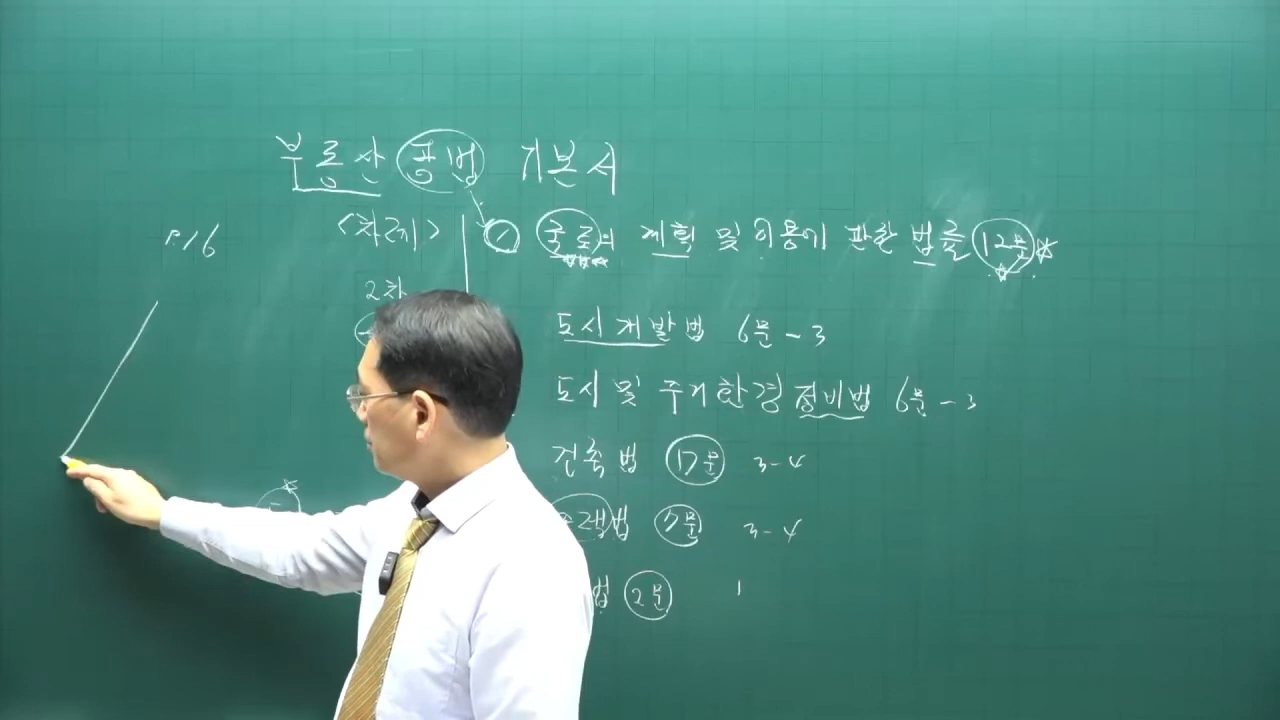 부동산 공법 기본서
P.16
<차례>
국토의 계획 및 이용에 관한 법률 12문
2차
도시개발법 6문-3
도시 및 주거환경정비법 6문-3
건축법 7문 3-4
주택법 7문 3-4
법 2문 1